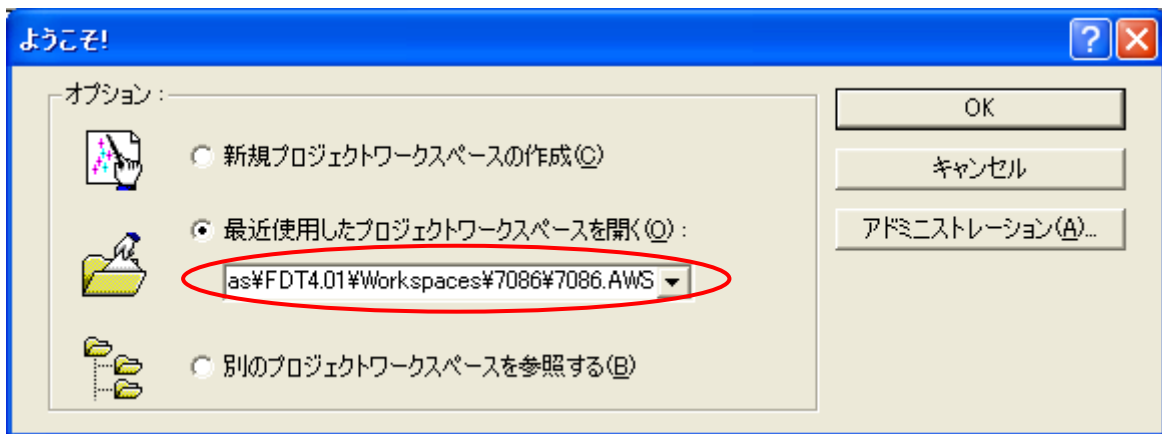 ようこそ!
オプション :
新規プロジェクトワークスペースの作成(C)
最近使用したプロジェクトワークスペースを開く(O) :
as¥FDT4.01¥Workspaces¥7086¥7086.AWS
別のプロジェクトワークスペースを参照する(B)
OK
キャンセル
アドミニストレーション(A)...